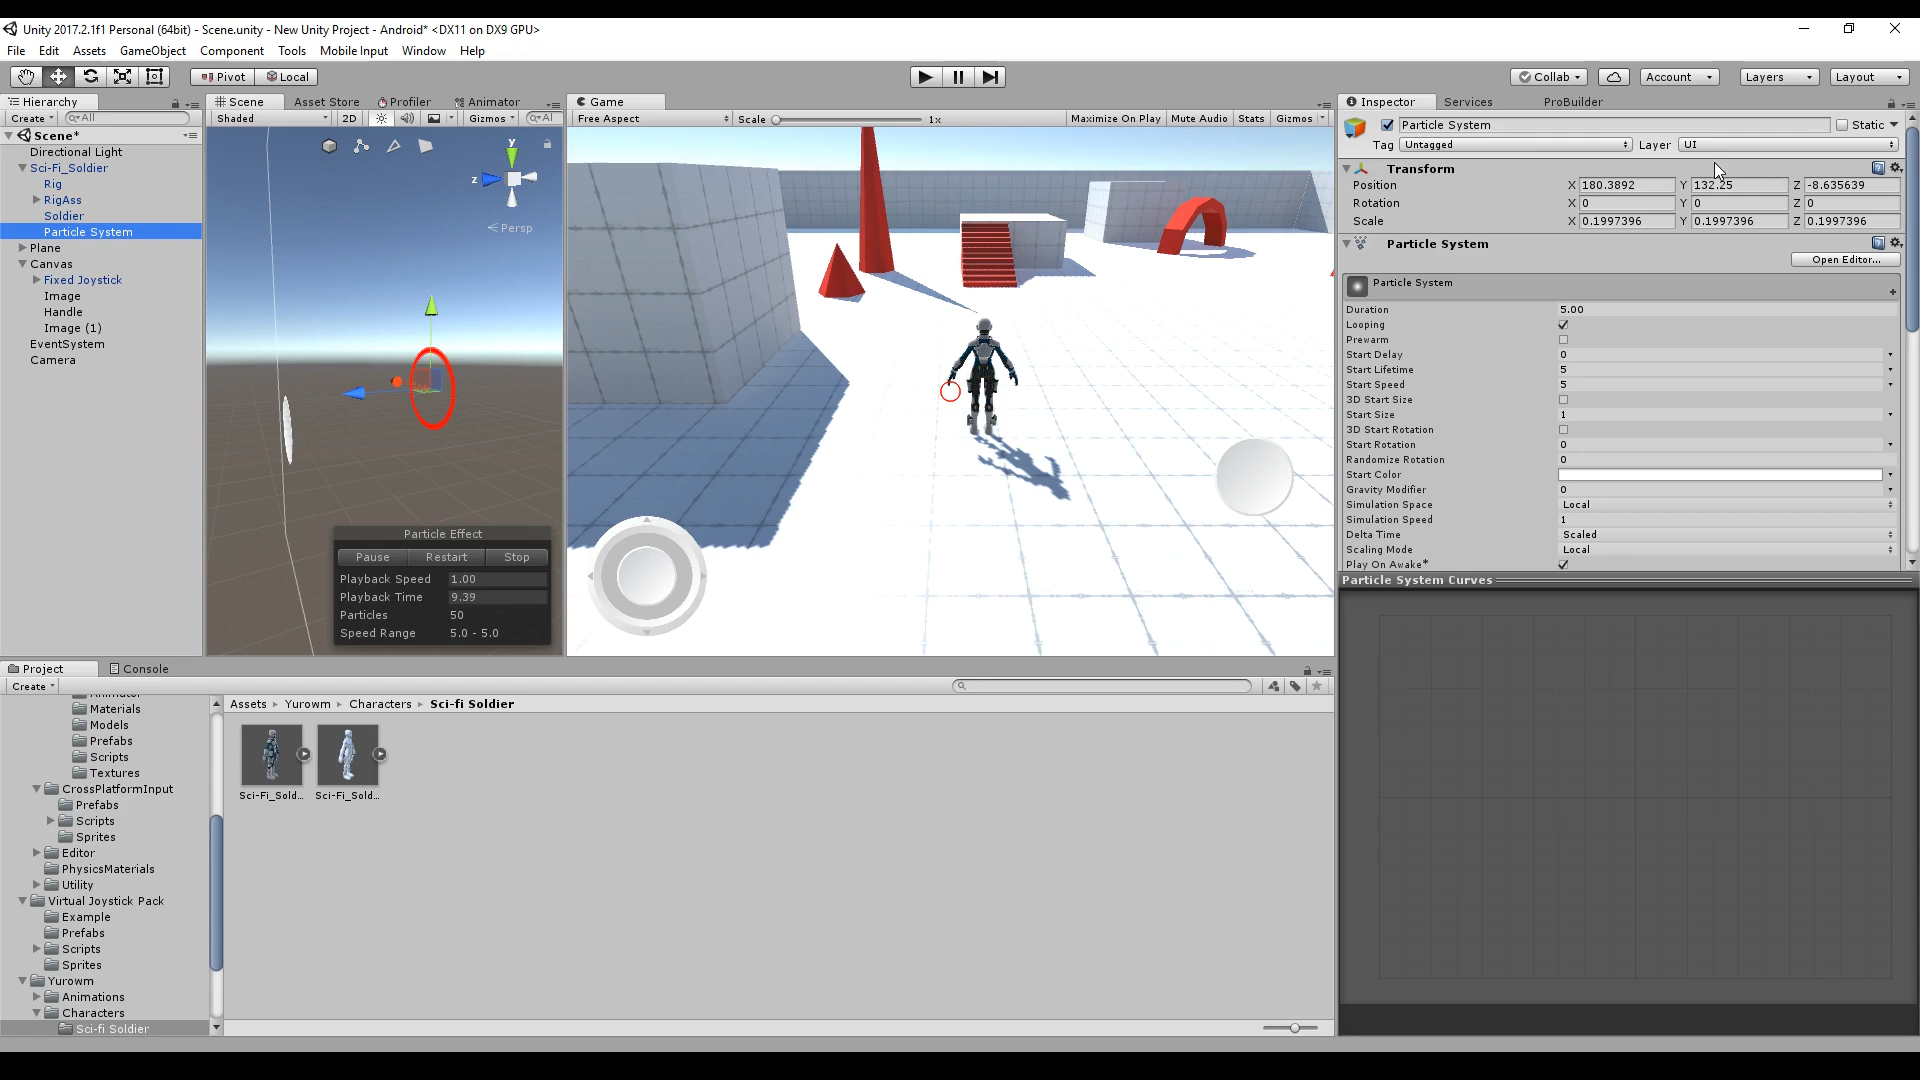 Unity 2017.2.1f1 Personal (64bit) - Scene.unity - New Unity Project - Android* <DX11 on DX9 GPU>
File Edit Assets GameObject Component Tools Mobile Input Window Help
Pivot Local Collab Account Layers Layout
Hierarchy
Create All
Scene*
Directional Light
Sci-Fi_Soldier
Rig
RigAss
Soldier
Particle System
Plane
Canvas
Fixed Joystick
Image
Handle
Image (1)
EventSystem
Camera
Scene Asset Store Profiler Animator
Shaded 2D Gizmos Al
y
z
Persp
Particle Effect
Pause Restart Stop
Playback Speed 1.00
Playback Time 9.39
Particles 50
Speed Range 5.0 - 5.0
Game
Free Aspect Scale 1x Maximize On Play Mute Audio Stats Gizmos
Inspector Services ProBuilder
Particle System Static
Tag Untagged Layer UI
Transform
Position X 180.3892 Y 132.25 Z -8.635639
Rotation X 0 Y 0 Z 0
Scale X 0.1997396 Y 0.1997396 Z 0.1997396
Particle System
Open Editor...
Particle System
Duration 5.00
Looping
Prewarm
Start Delay 0
Start Lifetime 5
Start Speed 5
3D Start Size
Start Size 1
3D Start Rotation
Start Rotation 0
Randomize Rotation 0
Start Color
Gravity Modifier 0
Simulation Space Local
Simulation Speed 1
Delta Time Scaled
Scaling Mode Local
Play On Awake*
Particle System Curves
Project Console
Create
Animator
Materials
Models
Prefabs
Scripts
Textures
CrossPlatformInput
Prefabs
Scripts
Sprites
Editor
PhysicsMaterials
Utility
Virtual Joystick Pack
Example
Prefabs
Scripts
Sprites
Yurowm
Animations
Characters
Sci-fi Soldier
Assets Yurowm Characters Sci-fi Soldier
Sci-Fi_Sold... Sci-Fi_Sold...